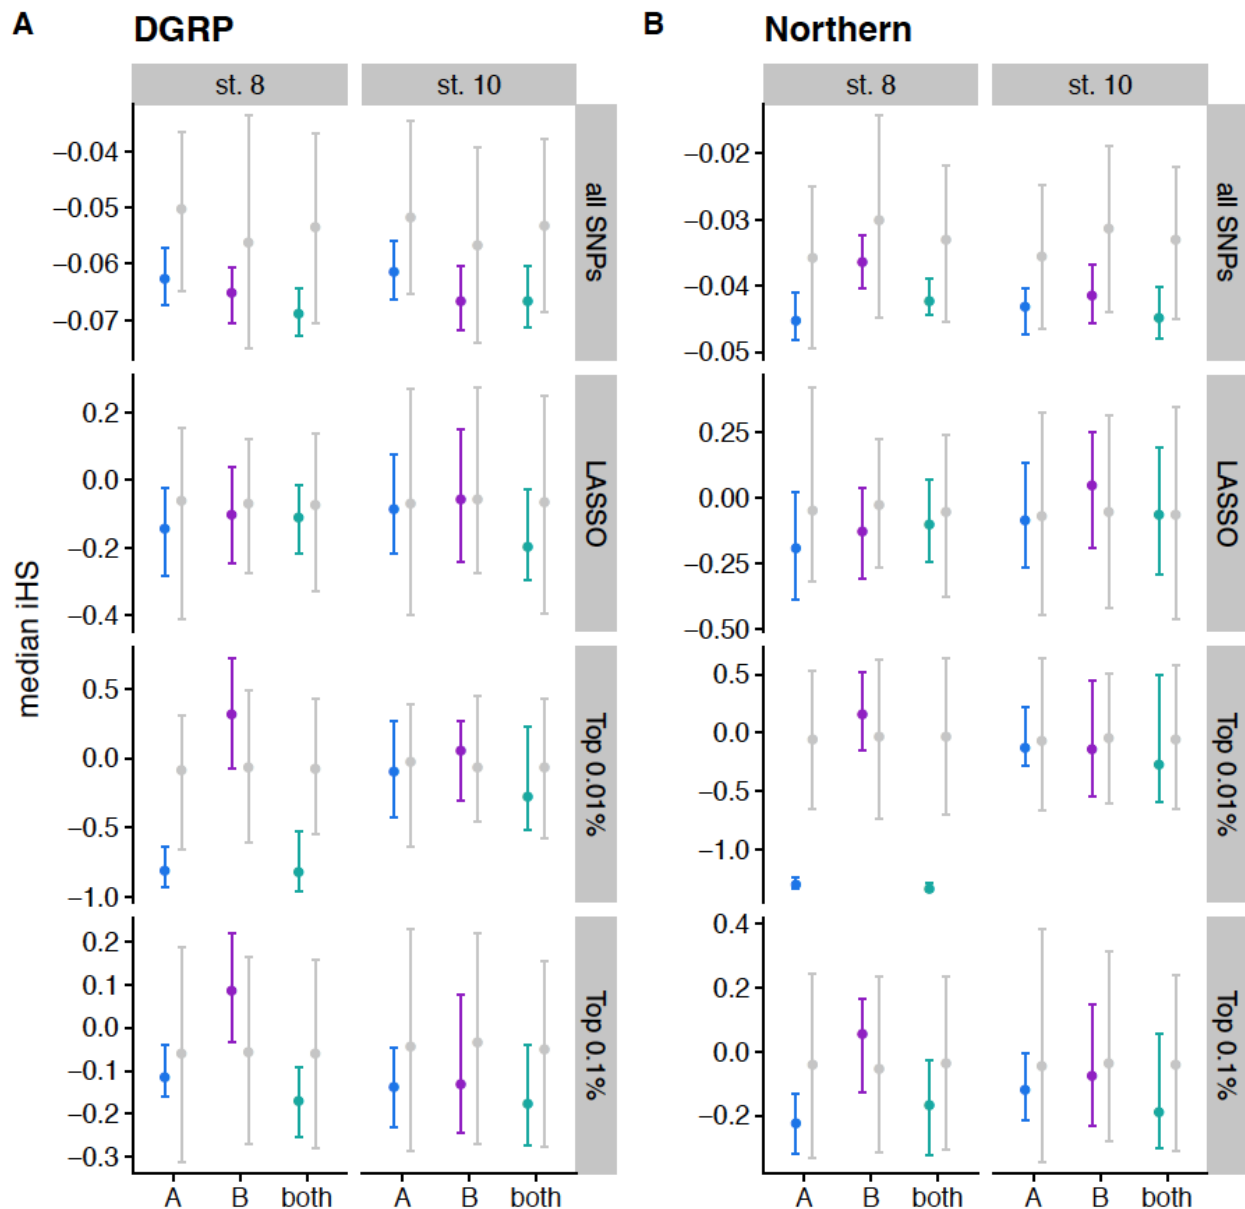 A DGRP B Northern
st. 8 st. 10 st. 8 st. 10
median iHS
−0.04
−0.05
−0.06
−0.07
all SNPs
−0.02
−0.03
−0.04
−0.05
all SNPs
0.2
0.0
−0.2
−0.4
LASSO
0.25
0.00
−0.25
−0.50
LASSO
0.5
0.0
−0.5
−1.0
Top 0.01%
0.5
0.0
−0.5
−1.0
Top 0.01%
0.2
0.1
0.0
−0.1
−0.2
−0.3
Top 0.1%
0.4
0.2
0.0
−0.2
Top 0.1%
A B both A B both A B both A B both